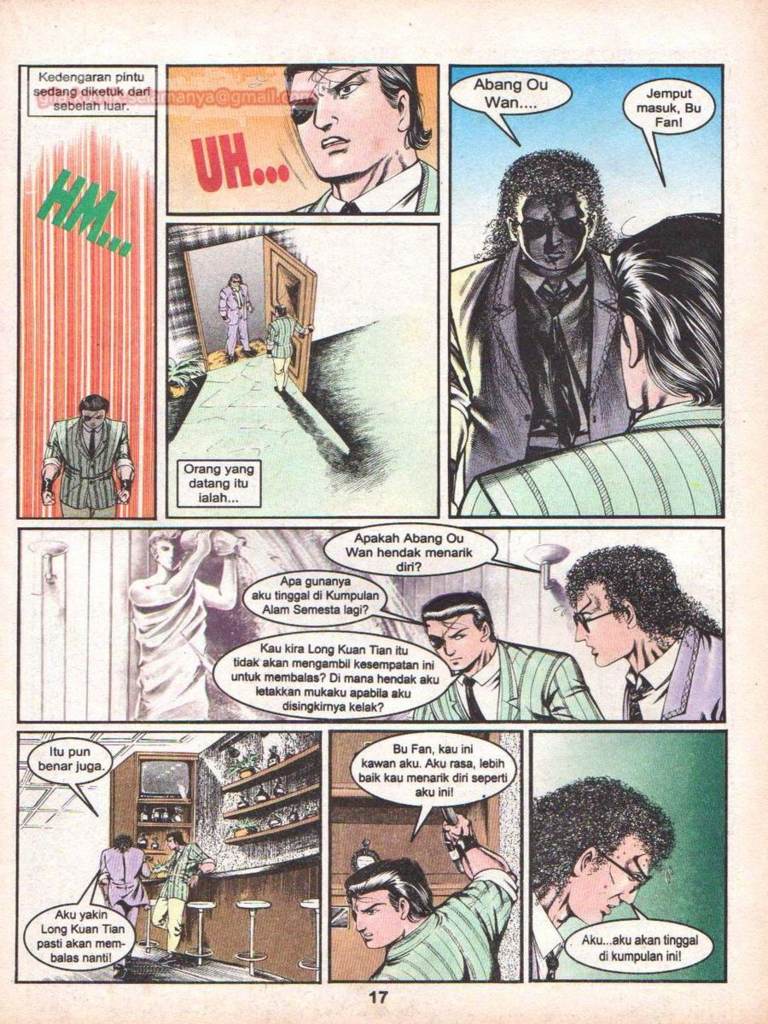 Kedengaran pintu
sedang diketuk dari
sebelah luar.
HM...
UH...
Orang yang
datang itu
ialah...
Abang Ou
Wan....
Jemput
masuk, Bu
Fan!
Apakah Abang Ou
Wan hendak menarik
diri?
Apa gunanya
aku tinggal di Kumpulan
Alam Semesta lagi?
Kau kira Long Kuan Tian itu
tidak akan mengambil kesempatan ini
untuk membalas? Di mana hendak aku
letakkan mukaku apabila aku
disingkirnya kelak?
Itu pun
benar juga.
Aku yakin
Long Kuan Tian
pasti akan mem-
balas nanti!
Bu Fan, kau ini
kawan aku. Aku rasa, lebih
baik kau menarik diri seperti
aku ini!
Aku...aku akan tinggal
di kumpulan ini!
17